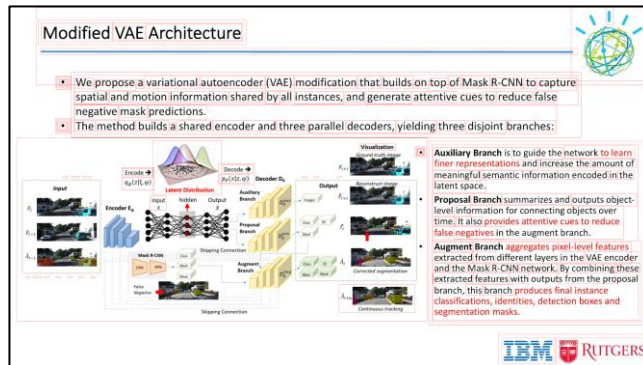 Modified VAE Architecture
• We propose a variational autoencoder (VAE) modification that builds on top of Mask R-CNN to capture
spatial and motion information shared by all instances, and generate attentive cues to reduce false
negative mask predictions.
• The method builds a shared encoder and three parallel decoders, yielding three disjoint branches:
Input
Encode →
Latent Distribution
Decode →
Encoder
Input
Hidden
Output
Decoder
Auxiliary
Branch
Proposal
Branch
Augment
Branch
Skipping Connection
Mask R-CNN
False
Negative
Skipping Connection
Output
Visualization
Ground truth image
Reconstruct image
Corrected segmentation
Continuous tracking
• Auxiliary Branch is to guide the network to learn
finer representations and increase the amount of
meaningful semantic information encoded in the
latent space.
• Proposal Branch summarizes and outputs object-
level information for connecting objects over
time. It also provides attentive cues to reduce
false negatives in the augment branch.
• Augment Branch aggregates pixel-level features
extracted from different layers in the VAE encoder
and the Mask R-CNN network. By combining these
extracted features with outputs from the proposal
branch, this branch produces final instance
classifications, identities, detection boxes and
segmentation masks.
IBM
RUTGERS